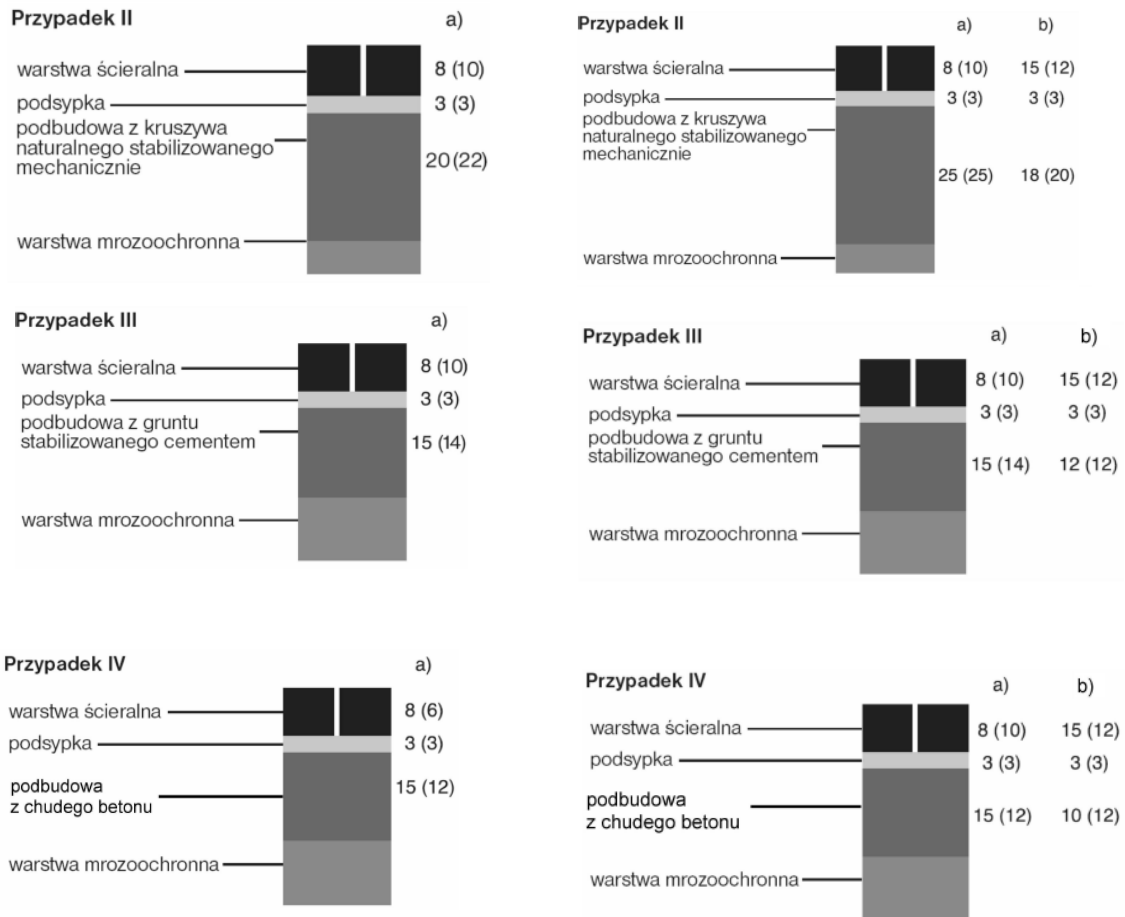 Przypadek II a)
warstwa ścieralna 8 (10)
podsypka 3 (3)
podbudowa z kruszywa
naturalnego stabilizowanego
mechanicznie 20 (22)
warstwa mrozoochronna
Przypadek II a) b)
warstwa ścieralna 8 (10) 15 (12)
podsypka 3 (3) 3 (3)
podbudowa z kruszywa
naturalnego stabilizowanego
mechanicznie
25 (25) 18 (20)
warstwa mrozoochronna
Przypadek III a)
warstwa ścieralna 8 (10)
podsypka 3 (3)
podbudowa z gruntu
stabilizowanego cementem 15 (14)
warstwa mrozoochronna
Przypadek III a) b)
warstwa ścieralna 8 (10) 15 (12)
podsypka 3 (3) 3 (3)
podbudowa z gruntu
stabilizowanego cementem 15 (14) 12 (12)
warstwa mrozoochronna
Przypadek IV a)
warstwa ścieralna 8 (6)
podsypka 3 (3)
podbudowa 15 (12)
z chudego betonu
warstwa mrozoochronna
Przypadek IV a) b)
warstwa ścieralna 8 (10) 15 (12)
podsypka 3 (3) 3 (3)
podbudowa
z chudego betonu 15 (12) 10 (12)
warstwa mrozoochronna